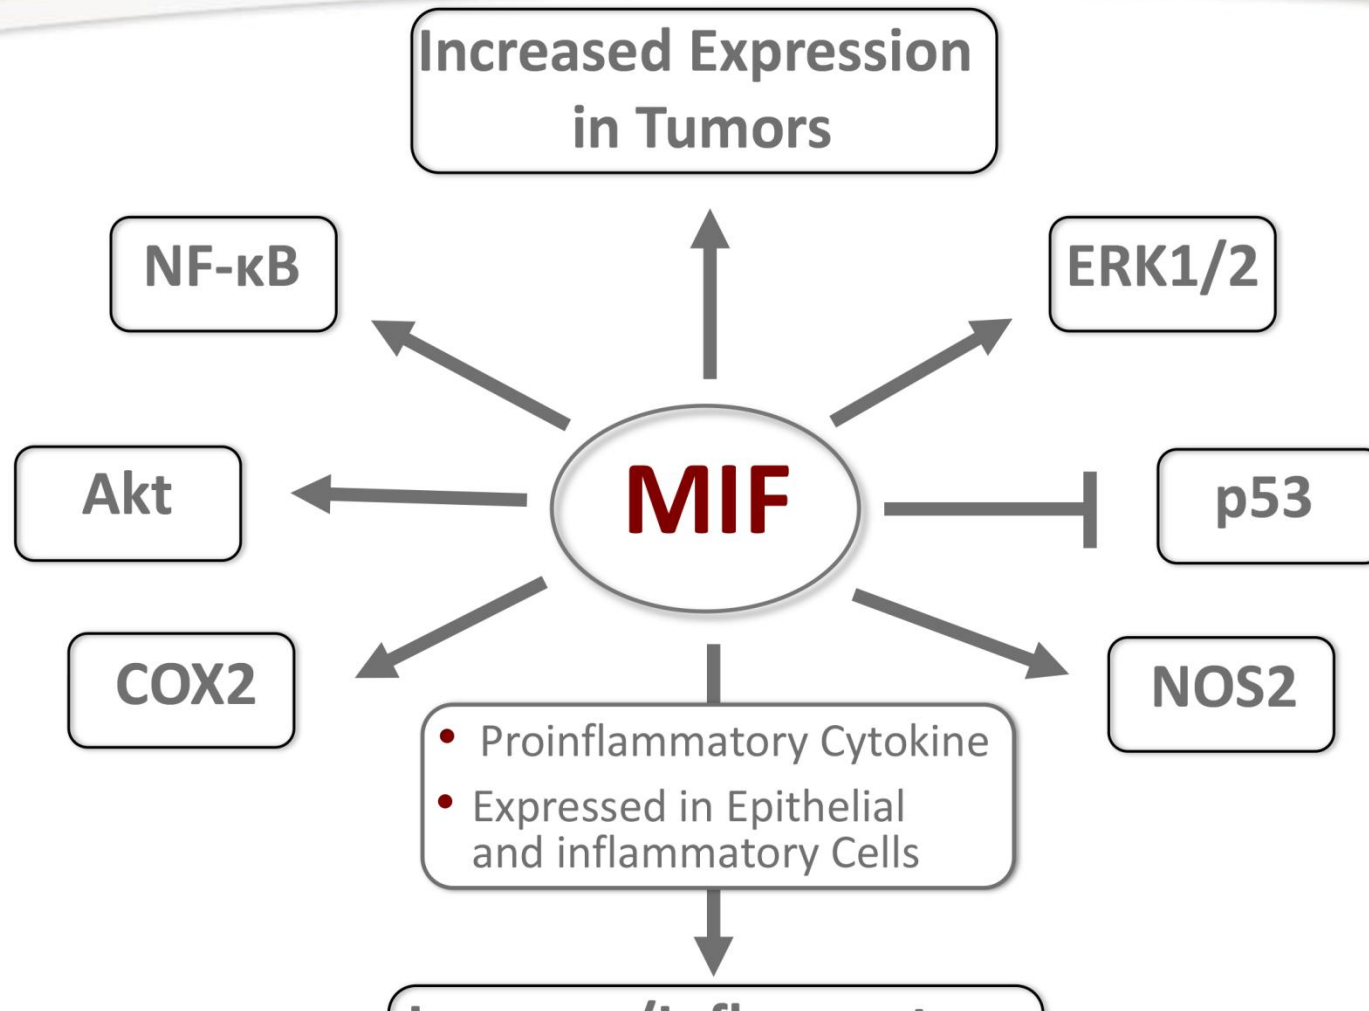 Increased Expression
in Tumors
NF-κB
ERK1/2
MIF
Akt
p53
COX2
NOS2
• Proinflammatory Cytokine
• Expressed in Epithelial
and inflammatory Cells